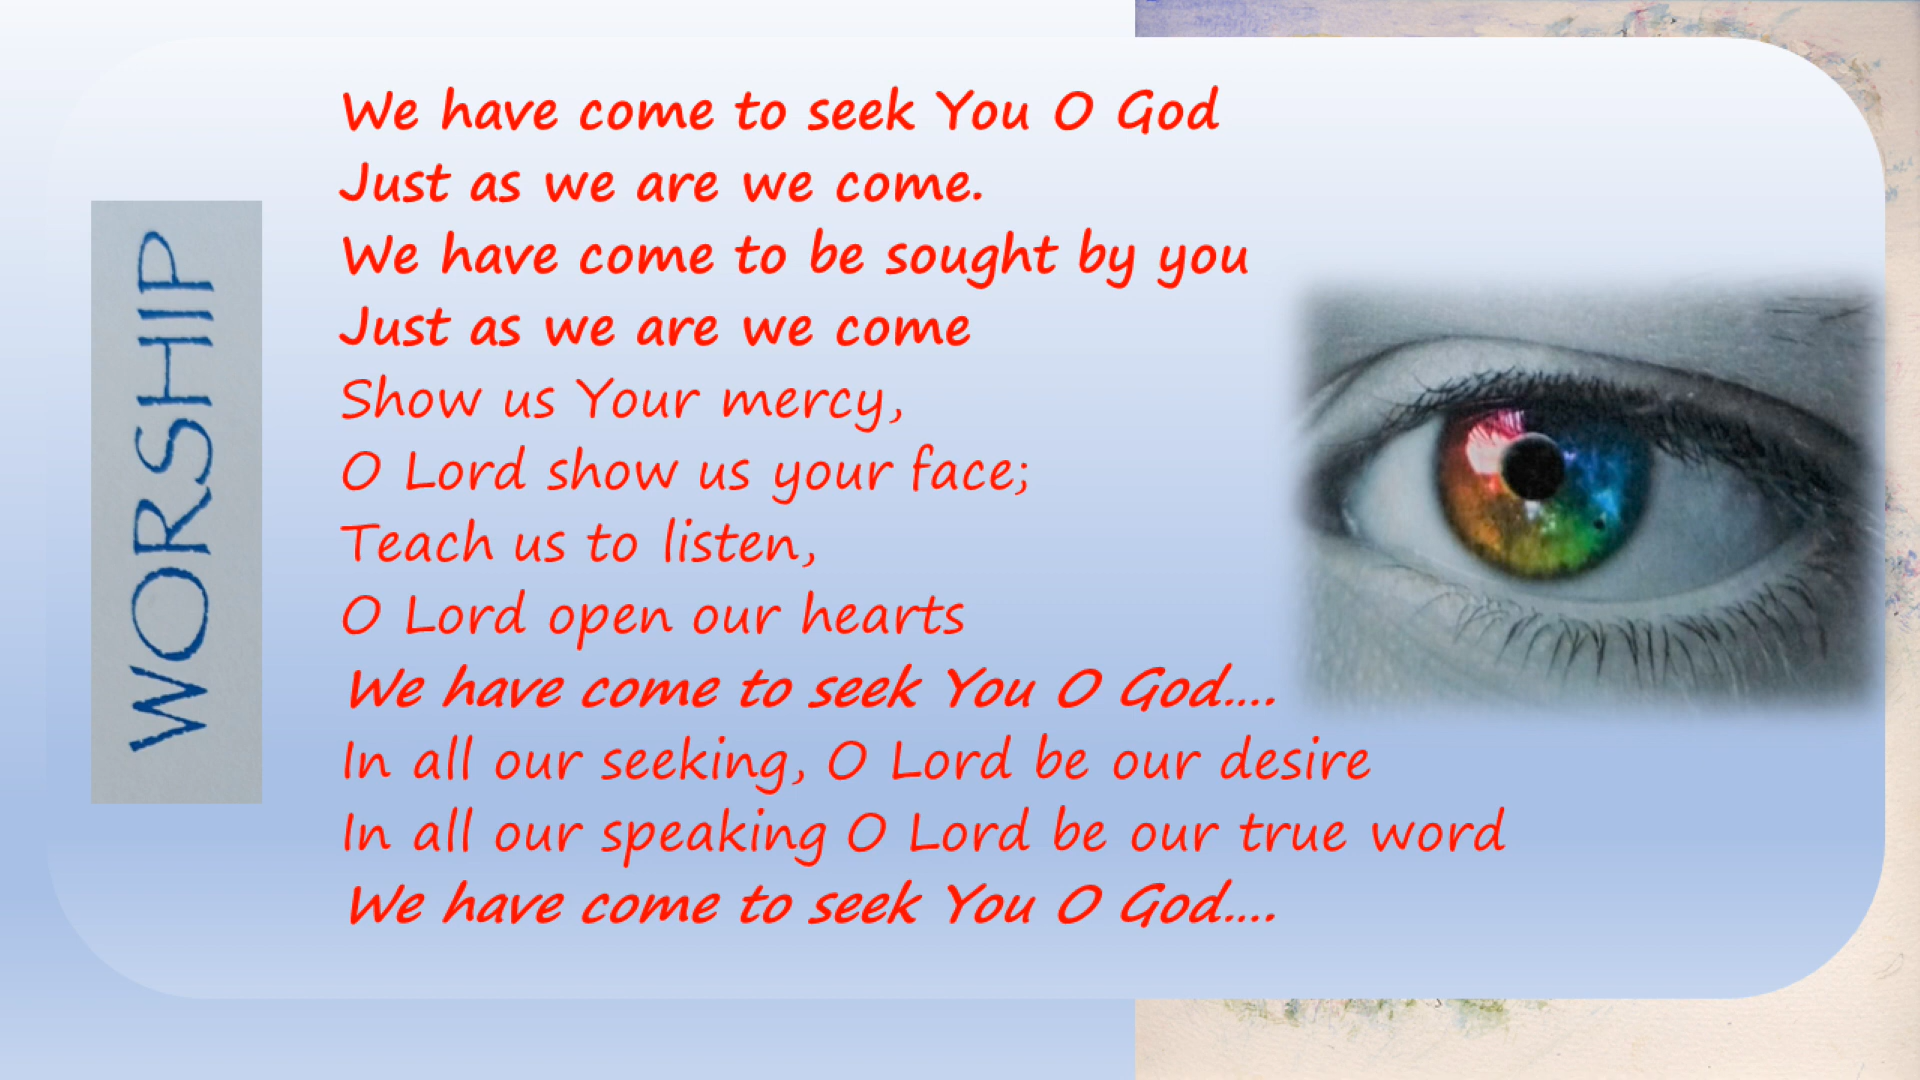 WORSHIP
We have come to seek You O God
Just as we are we come.
We have come to be sought by you
Just as we are we come
Show us Your mercy,
O Lord show us your face;
Teach us to listen,
O Lord open our hearts
We have come to seek You O God....
In all our seeking, O Lord be our desire
In all our speaking O Lord be our true word
We have come to seek You O God....